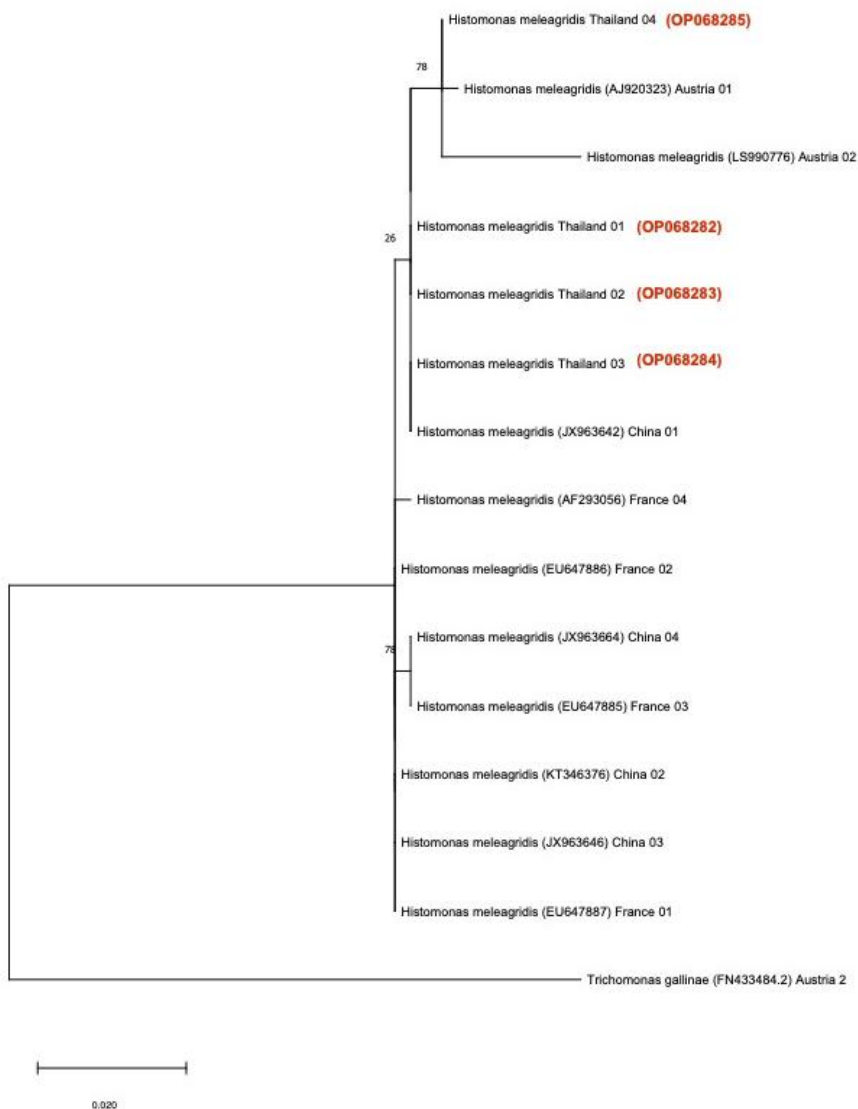 Histomonas meleagridis Thailand 04 (OP068285)
78
Histomonas meleagridis (AJ920323) Austria 01
Histomonas meleagridis (LS990776) Austria 02
Histomonas meleagridis Thailand 01 (OP068282)
26
Histomonas meleagridis Thailand 02 (OP068283)
Histomonas meleagridis Thailand 03 (OP068284)
Histomonas meleagridis (JX963642) China 01
Histomonas meleagridis (AF293056) France 04
Histomonas meleagridis (EU647886) France 02
Histomonas meleagridis (JX963664) China 04
78
Histomonas meleagridis (EU647885) France 03
Histomonas meleagridis (KT346376) China 02
Histomonas meleagridis (JX963646) China 03
Histomonas meleagridis (EU647887) France 01
Trichomonas gallinae (FN433484.2) Austria 2
0.020